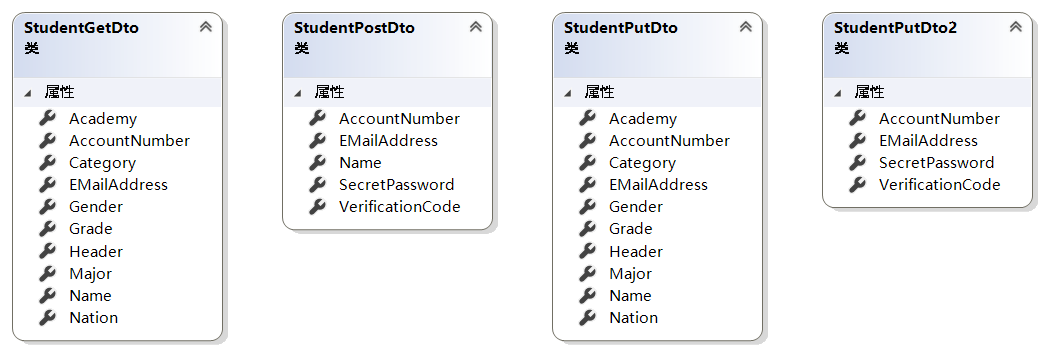 StudentGetDto
类
属性
Academy
AccountNumber
Category
EMailAddress
Gender
Grade
Header
Major
Name
Nation
StudentPostDto
类
属性
AccountNumber
EMailAddress
Name
SecretPassword
VerificationCode
StudentPutDto
类
属性
Academy
AccountNumber
Category
EMailAddress
Gender
Grade
Header
Major
Name
Nation
StudentPutDto2
类
属性
AccountNumber
EMailAddress
SecretPassword
VerificationCode